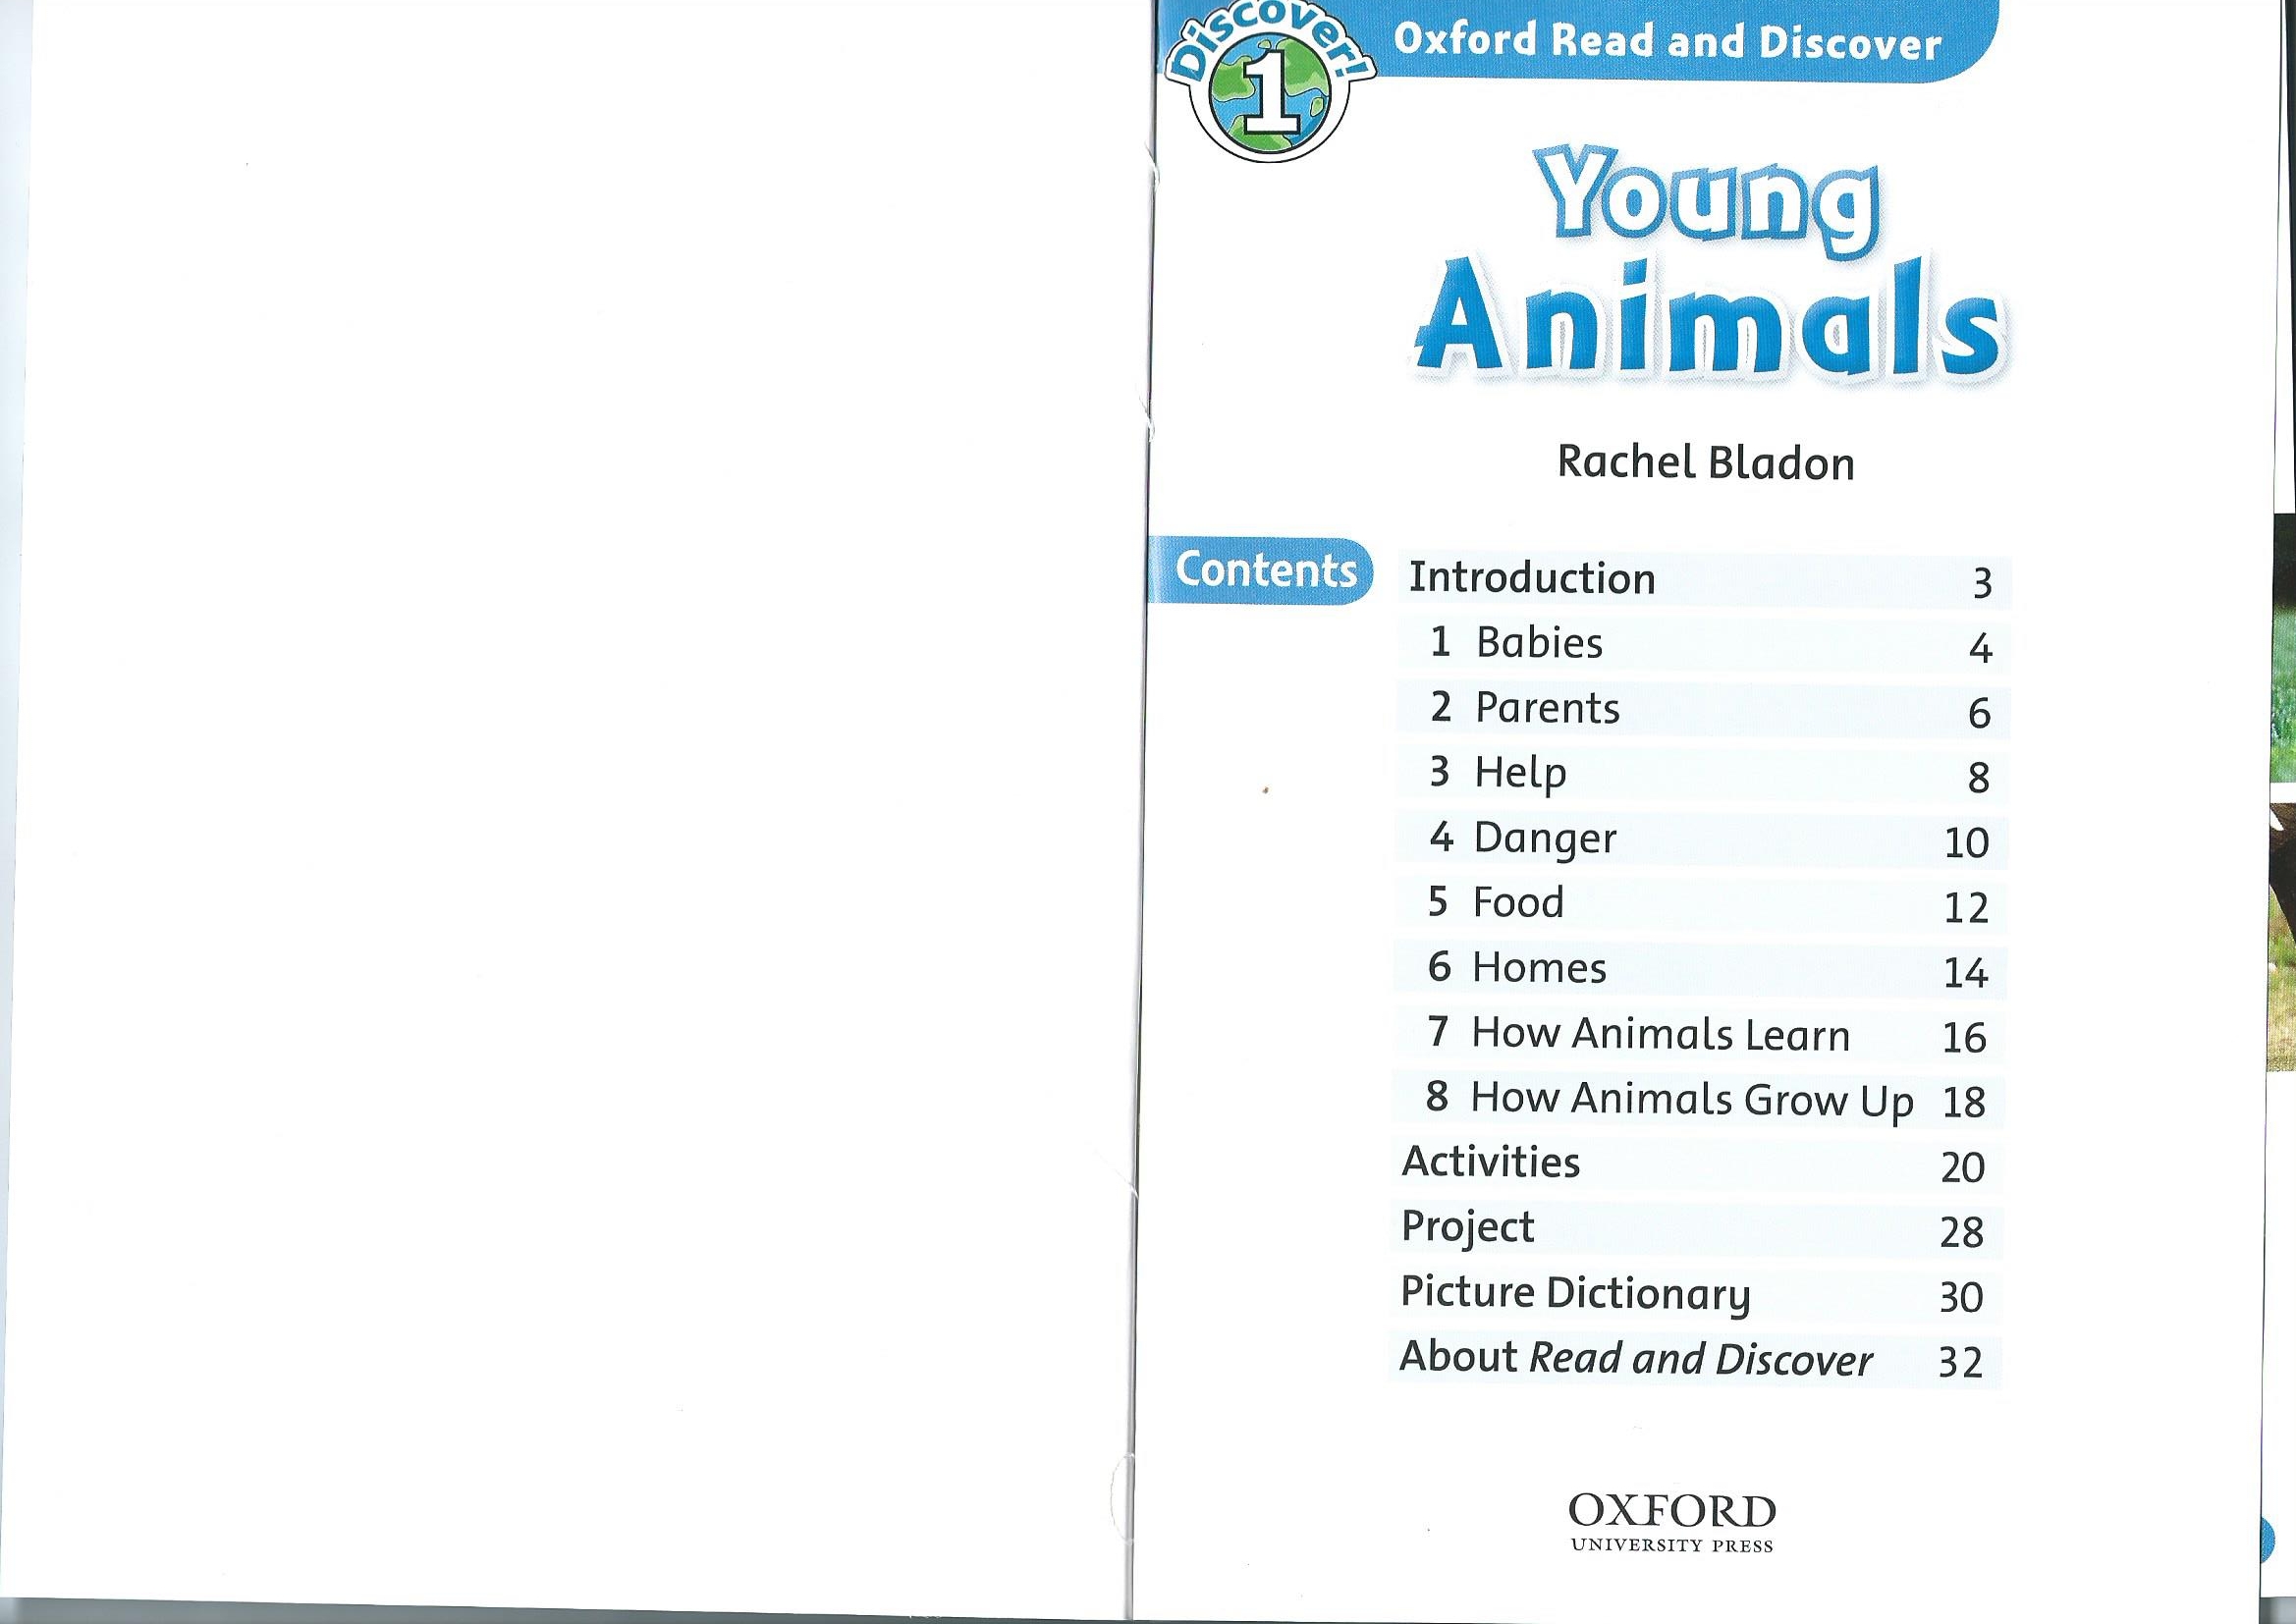 Discover!
1
Oxford Read and Discover
Young
Animals
Rachel Bladon
Contents
Introduction 3
1 Babies 4
2 Parents 6
3 Help 8
4 Danger 10
5 Food 12
6 Homes 14
7 How Animals Learn 16
8 How Animals Grow Up 18
Activities 20
Project 28
Picture Dictionary 30
About Read and Discover 32
OXFORD
UNIVERSITY PRESS